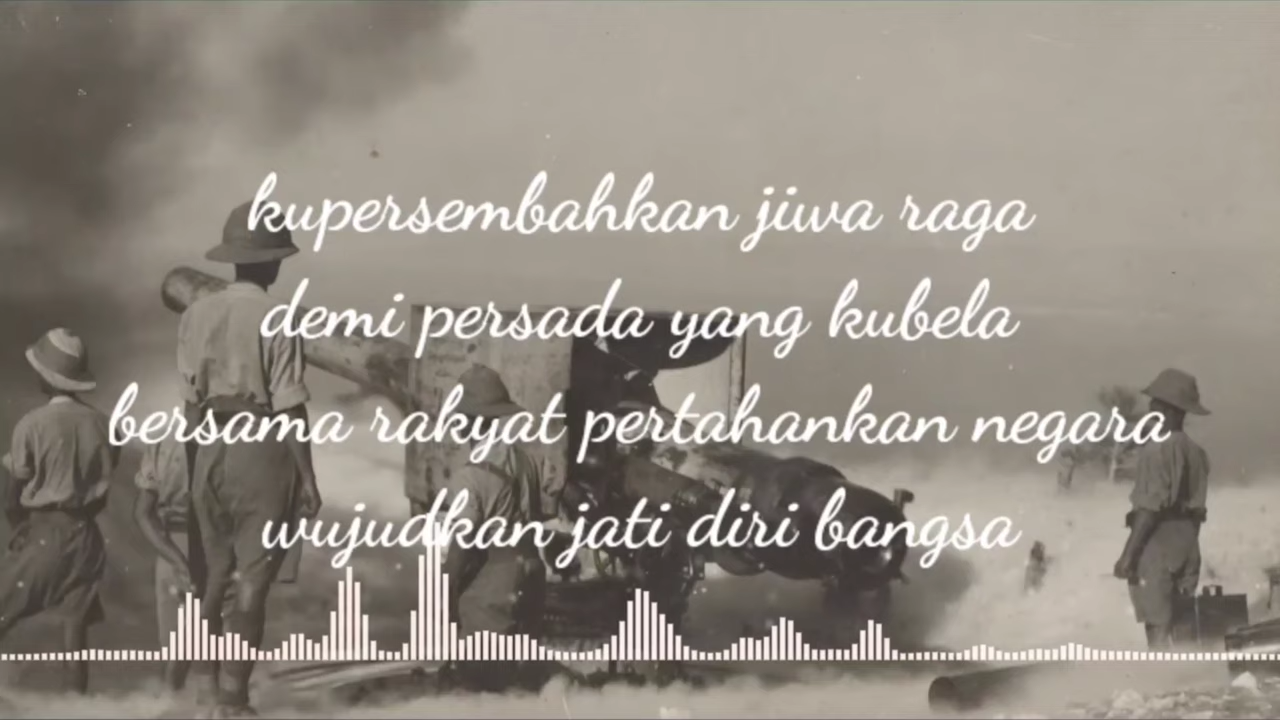 kupersembahkan jiwa raga
demi persada yang kubela
bersama rakyat pertahankan negara
wujudkan jati diri bangsa